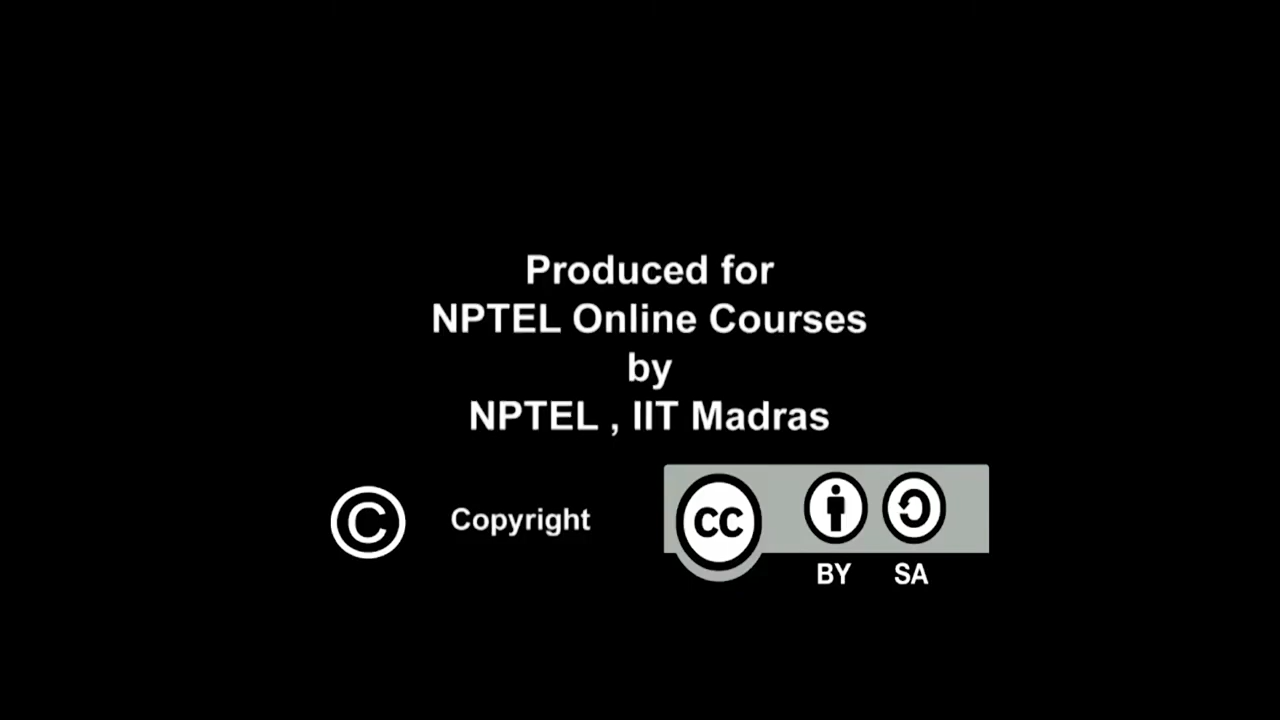 Produced for
NPTEL Online Courses
by
NPTEL , IIT Madras
© Copyright
cc
BY SA